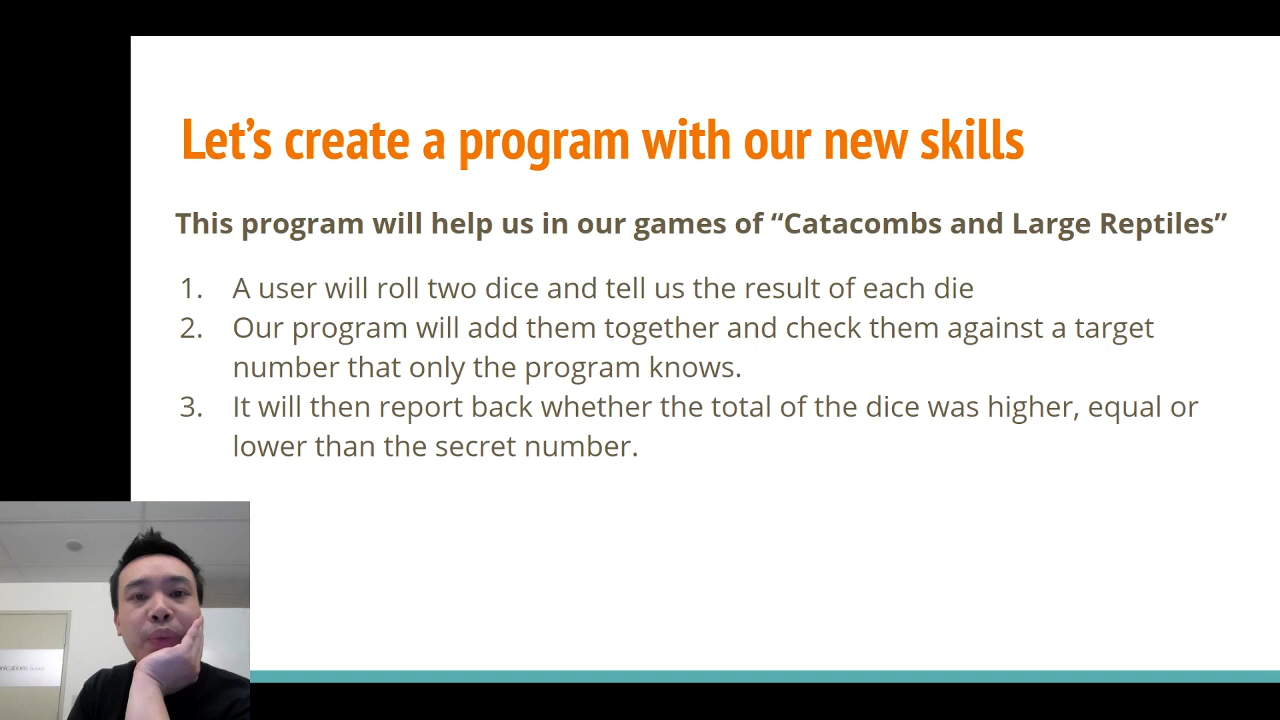 Let’s create a program with our new skills
This program will help us in our games of “Catacombs and Large Reptiles”
1. A user will roll two dice and tell us the result of each die
2. Our program will add them together and check them against a target
number that only the program knows.
3. It will then report back whether the total of the dice was higher, equal or
lower than the secret number.